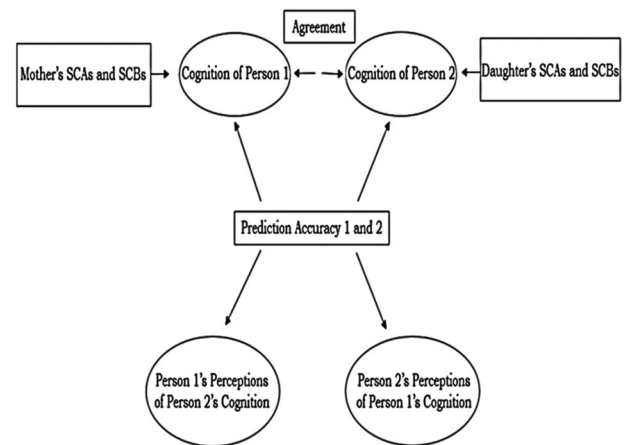 Agreement
Mother's SCAs and SCBs
Cognition of Person 1
Cognition of Person 2
Daughter's SCAs and SCBs
Prediction Accuracy 1 and 2
Person 1's Perceptions
of Person 2's Cognition
Person 2's Perceptions
of Person 1's Cognition